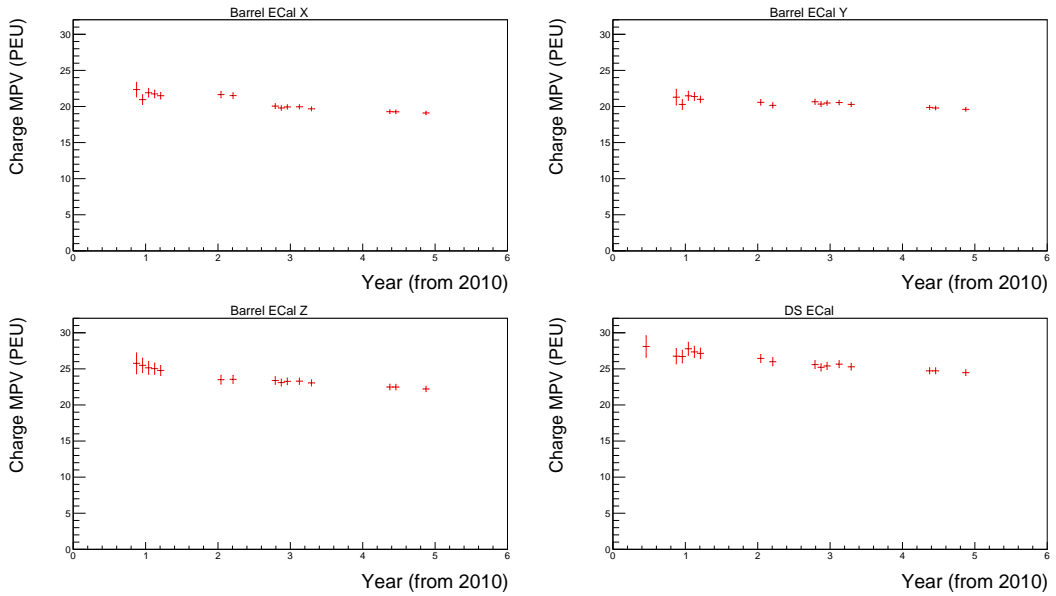 Barrel ECal X
Charge MPV (PEU)
30
25
20
15
10
5
0
0 1 2 3 4 5 6
Year (from 2010)
Barrel ECal Y
Charge MPV (PEU)
30
25
20
15
10
5
0
0 1 2 3 4 5 6
Year (from 2010)
Barrel ECal Z
Charge MPV (PEU)
30
25
20
15
10
5
0
0 1 2 3 4 5 6
Year (from 2010)
DS ECal
Charge MPV (PEU)
30
25
20
15
10
5
0
0 1 2 3 4 5 6
Year (from 2010)